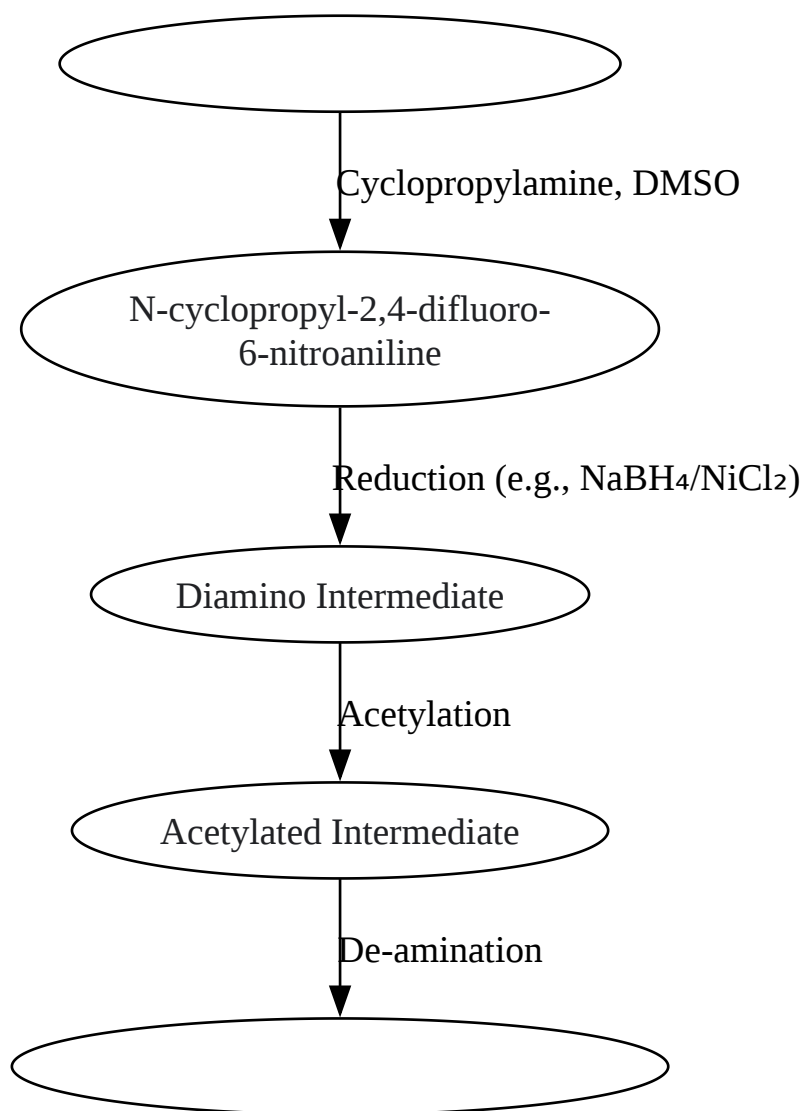 Cyclopropylamine, DMSO
N-cyclopropyl-2,4-difluoro-
6-nitroaniline
Reduction (e.g., NaBH₄/NiCl₂)
Diamino Intermediate
Acetylation
Acetylated Intermediate
De-amination